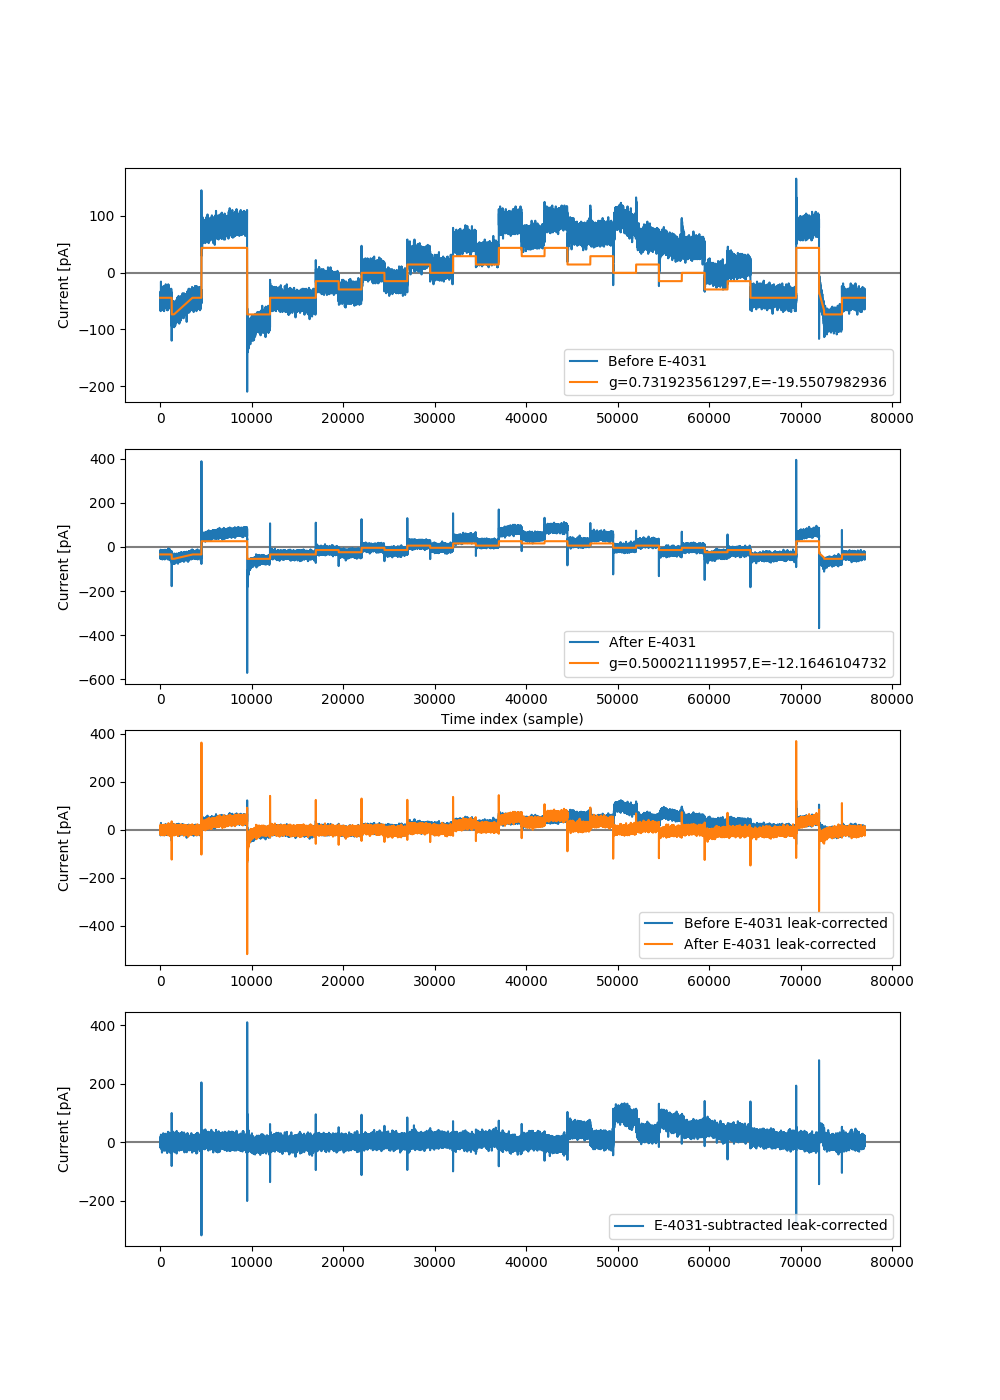 100
0
−100
−200
Current [pA]
Before E-4031
g=0.731923561297,E=-19.5507982936
0 10000 20000 30000 40000 50000 60000 70000 80000
400
200
0
−200
−400
−600
Current [pA]
After E-4031
g=0.500021119957,E=-12.1646104732
0 10000 20000 30000 40000 50000 60000 70000 80000
Time index (sample)
400
200
0
−200
−400
Current [pA]
Before E-4031 leak-corrected
After E-4031 leak-corrected
0 10000 20000 30000 40000 50000 60000 70000 80000
400
200
0
−200
Current [pA]
E-4031-subtracted leak-corrected
0 10000 20000 30000 40000 50000 60000 70000 80000